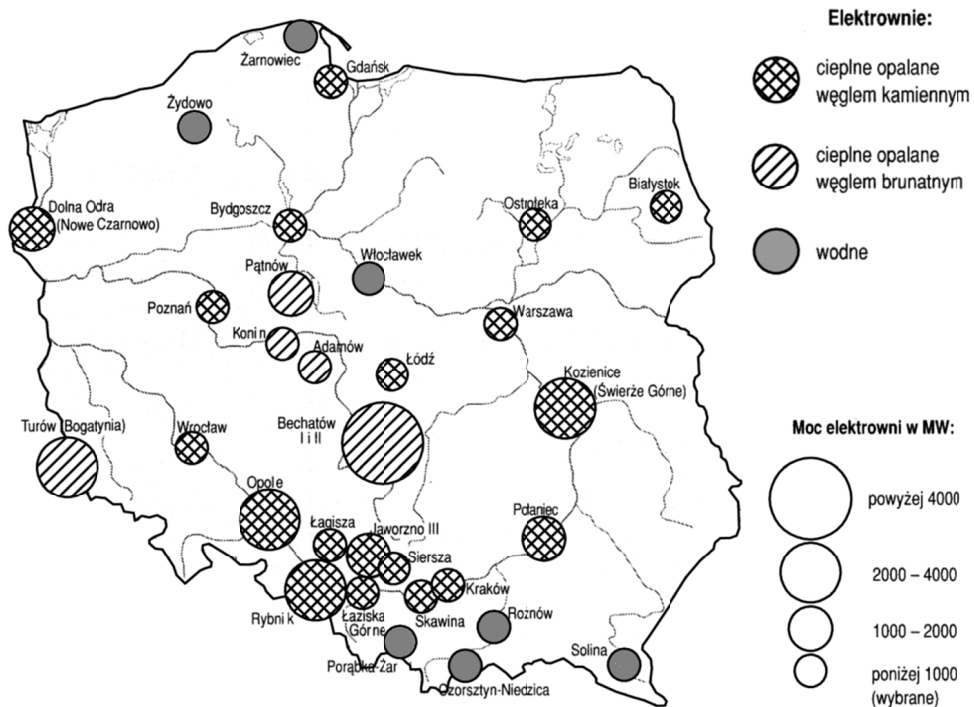 Elektrownie:
cieplne opalane
węglem kamiennym
cieplne opalane
węglem brunatnym
wodne
Żarnowiec
Gdańsk
Żydowo
Białystok
Dolna Odra
(Nowe Czarnowo)
Bydgoszcz
Ostrołęka
Włocławek
Pątnów
Poznań
Warszawa
Konin
Adamów
Łódź
Kozienice
(Świerże Górne)
Turów (Bogatynia)
Wrocław
Bechatów
I i II
Moc elektrowni w MW:
powyżej 4000
2000 – 4000
1000 – 2000
poniżej 1000
(wybrane)
Opole
Łagisza
Jaworzno III
Połaniec
Siersza
Kraków
Rybnik
Łaziska
Górne
Skawina
Rożnów
Solina
Porąbka-Żar
Czorsztyn-Niedzica